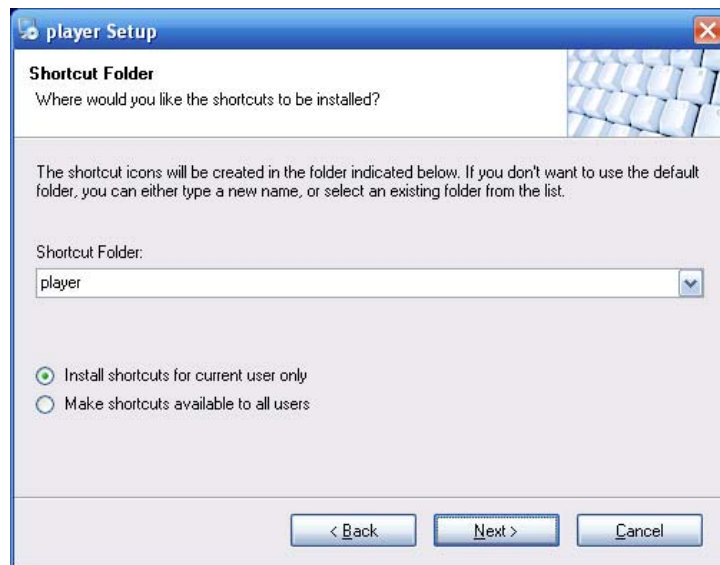 player Setup
Shortcut Folder
Where would you like the shortcuts to be installed?
The shortcut icons will be created in the folder indicated below. If you don't want to use the default
folder, you can either type a new name, or select an existing folder from the list.
Shortcut Folder:
player
Install shortcuts for current user only
Make shortcuts available to all users
< Back Next > Cancel